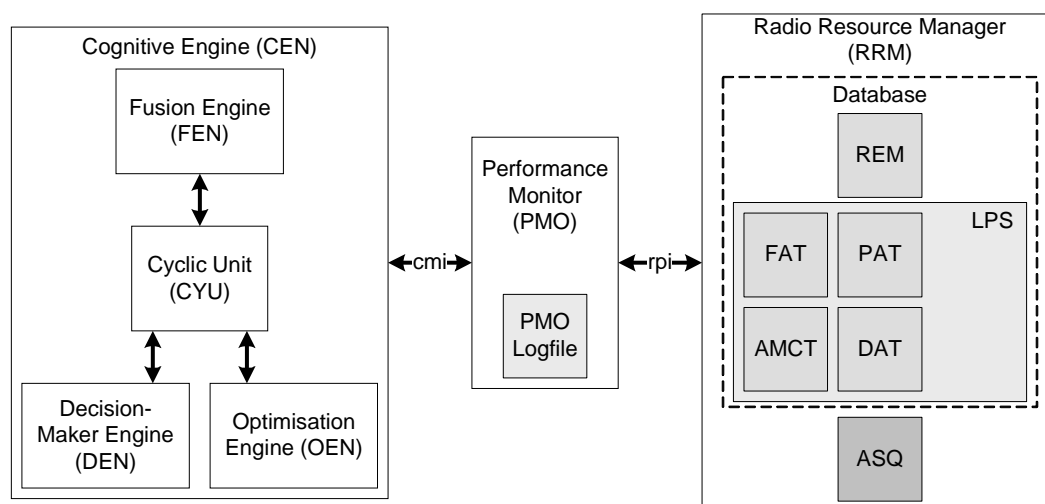 Cognitive Engine (CEN)
Fusion Engine
(FEN)
Cyclic Unit
(CYU)
Decision-
Maker Engine
(DEN)
Optimisation
Engine (OEN)
cmi
Performance
Monitor
(PMO)
PMO
Logfile
rpi
Radio Resource Manager
(RRM)
Database
REM
LPS
FAT
PAT
AMCT
DAT
ASQ